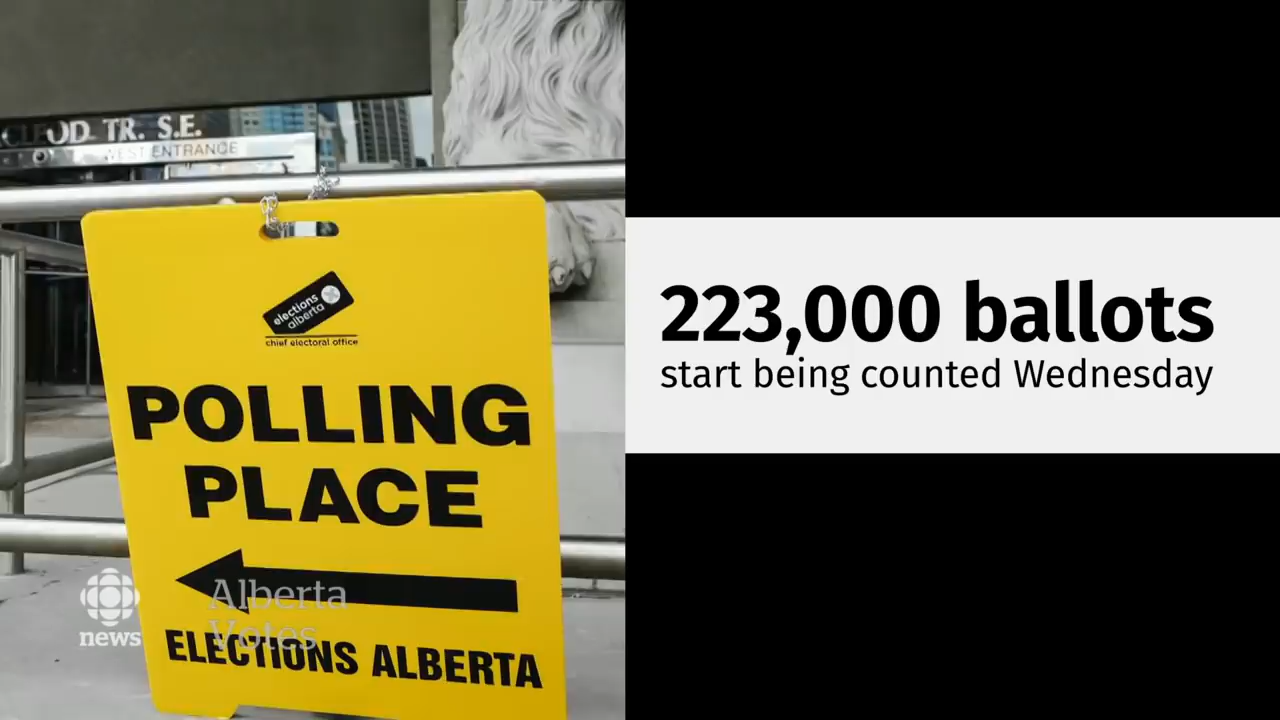 OD TR. S.E.
WEST ENTRANCE
elections
alberta
chief electoral office
POLLING
PLACE
ELECTIONS ALBERTA
news
Alberta
Votes
223,000 ballots
start being counted Wednesday